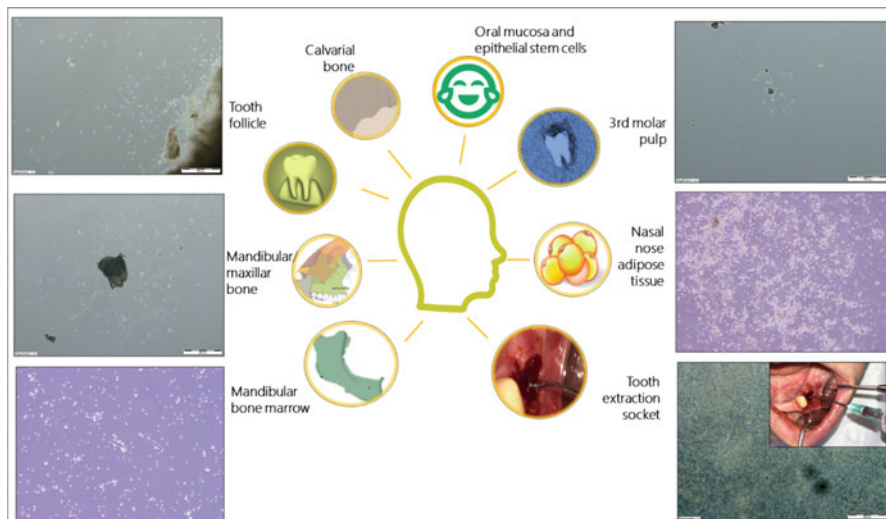 Oral mucosa and
epithelial stem cells
Calvarial
bone
Tooth
follicle
3rd molar
pulp
Mandibular
maxillar
bone
Nasal
nose
adipose
tissue
Mandibular
bone marrow
Tooth
extraction
socket